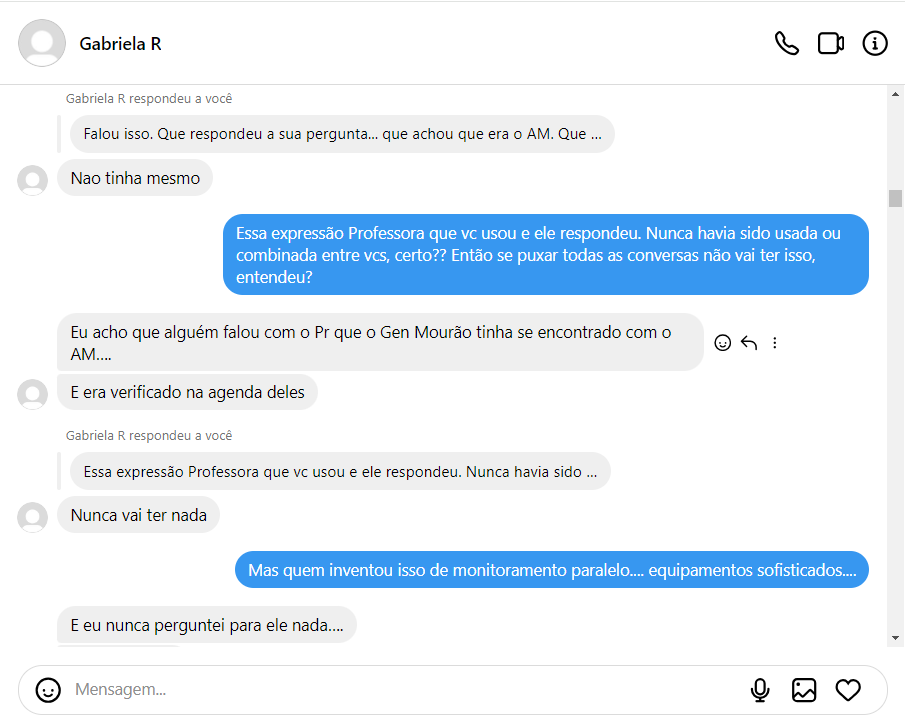 Gabriela R
Gabriela R respondeu a você
Falou isso. Que respondeu a sua pergunta... que achou que era o AM. Que ...
Nao tinha mesmo
Essa expressão Professora que vc usou e ele respondeu. Nunca havia sido usada ou
combinada entre vcs, certo?? Então se puxar todas as conversas não vai ter isso,
entendeu?
Eu acho que alguém falou com o Pr que o Gen Mourão tinha se encontrado com o
AM....
E era verificado na agenda deles
Gabriela R respondeu a você
Essa expressão Professora que vc usou e ele respondeu. Nunca havia sido ...
Nunca vai ter nada
Mas quem inventou isso de monitoramento paralelo.... equipamentos sofisticados....
E eu nunca perguntei para ele nada....
Mensagem...